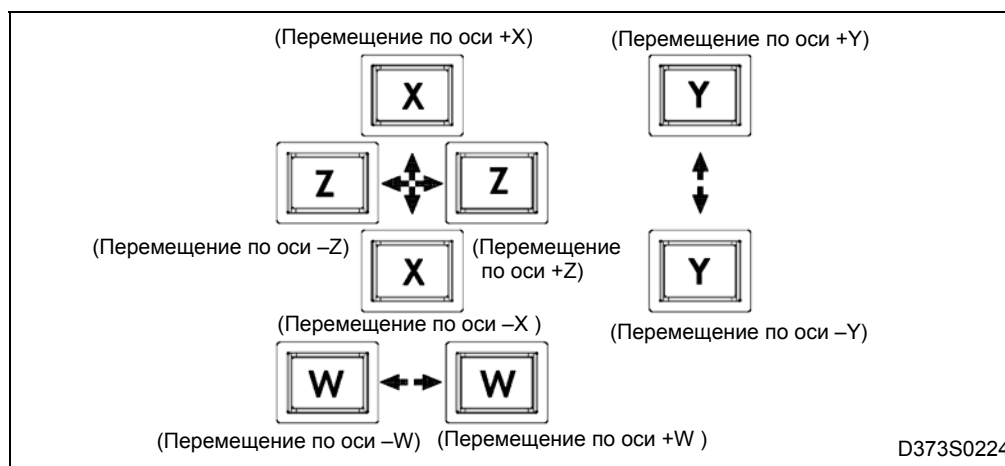 (Перемещение по оси +X)
(Перемещение по оси +Y)
X
Y
Z
Z
(Перемещение по оси –Z)
(Перемещение
по оси +Z)
X
Y
(Перемещение по оси –X )
(Перемещение по оси –Y)
W
W
(Перемещение по оси –W)
(Перемещение по оси +W )
D373S0224